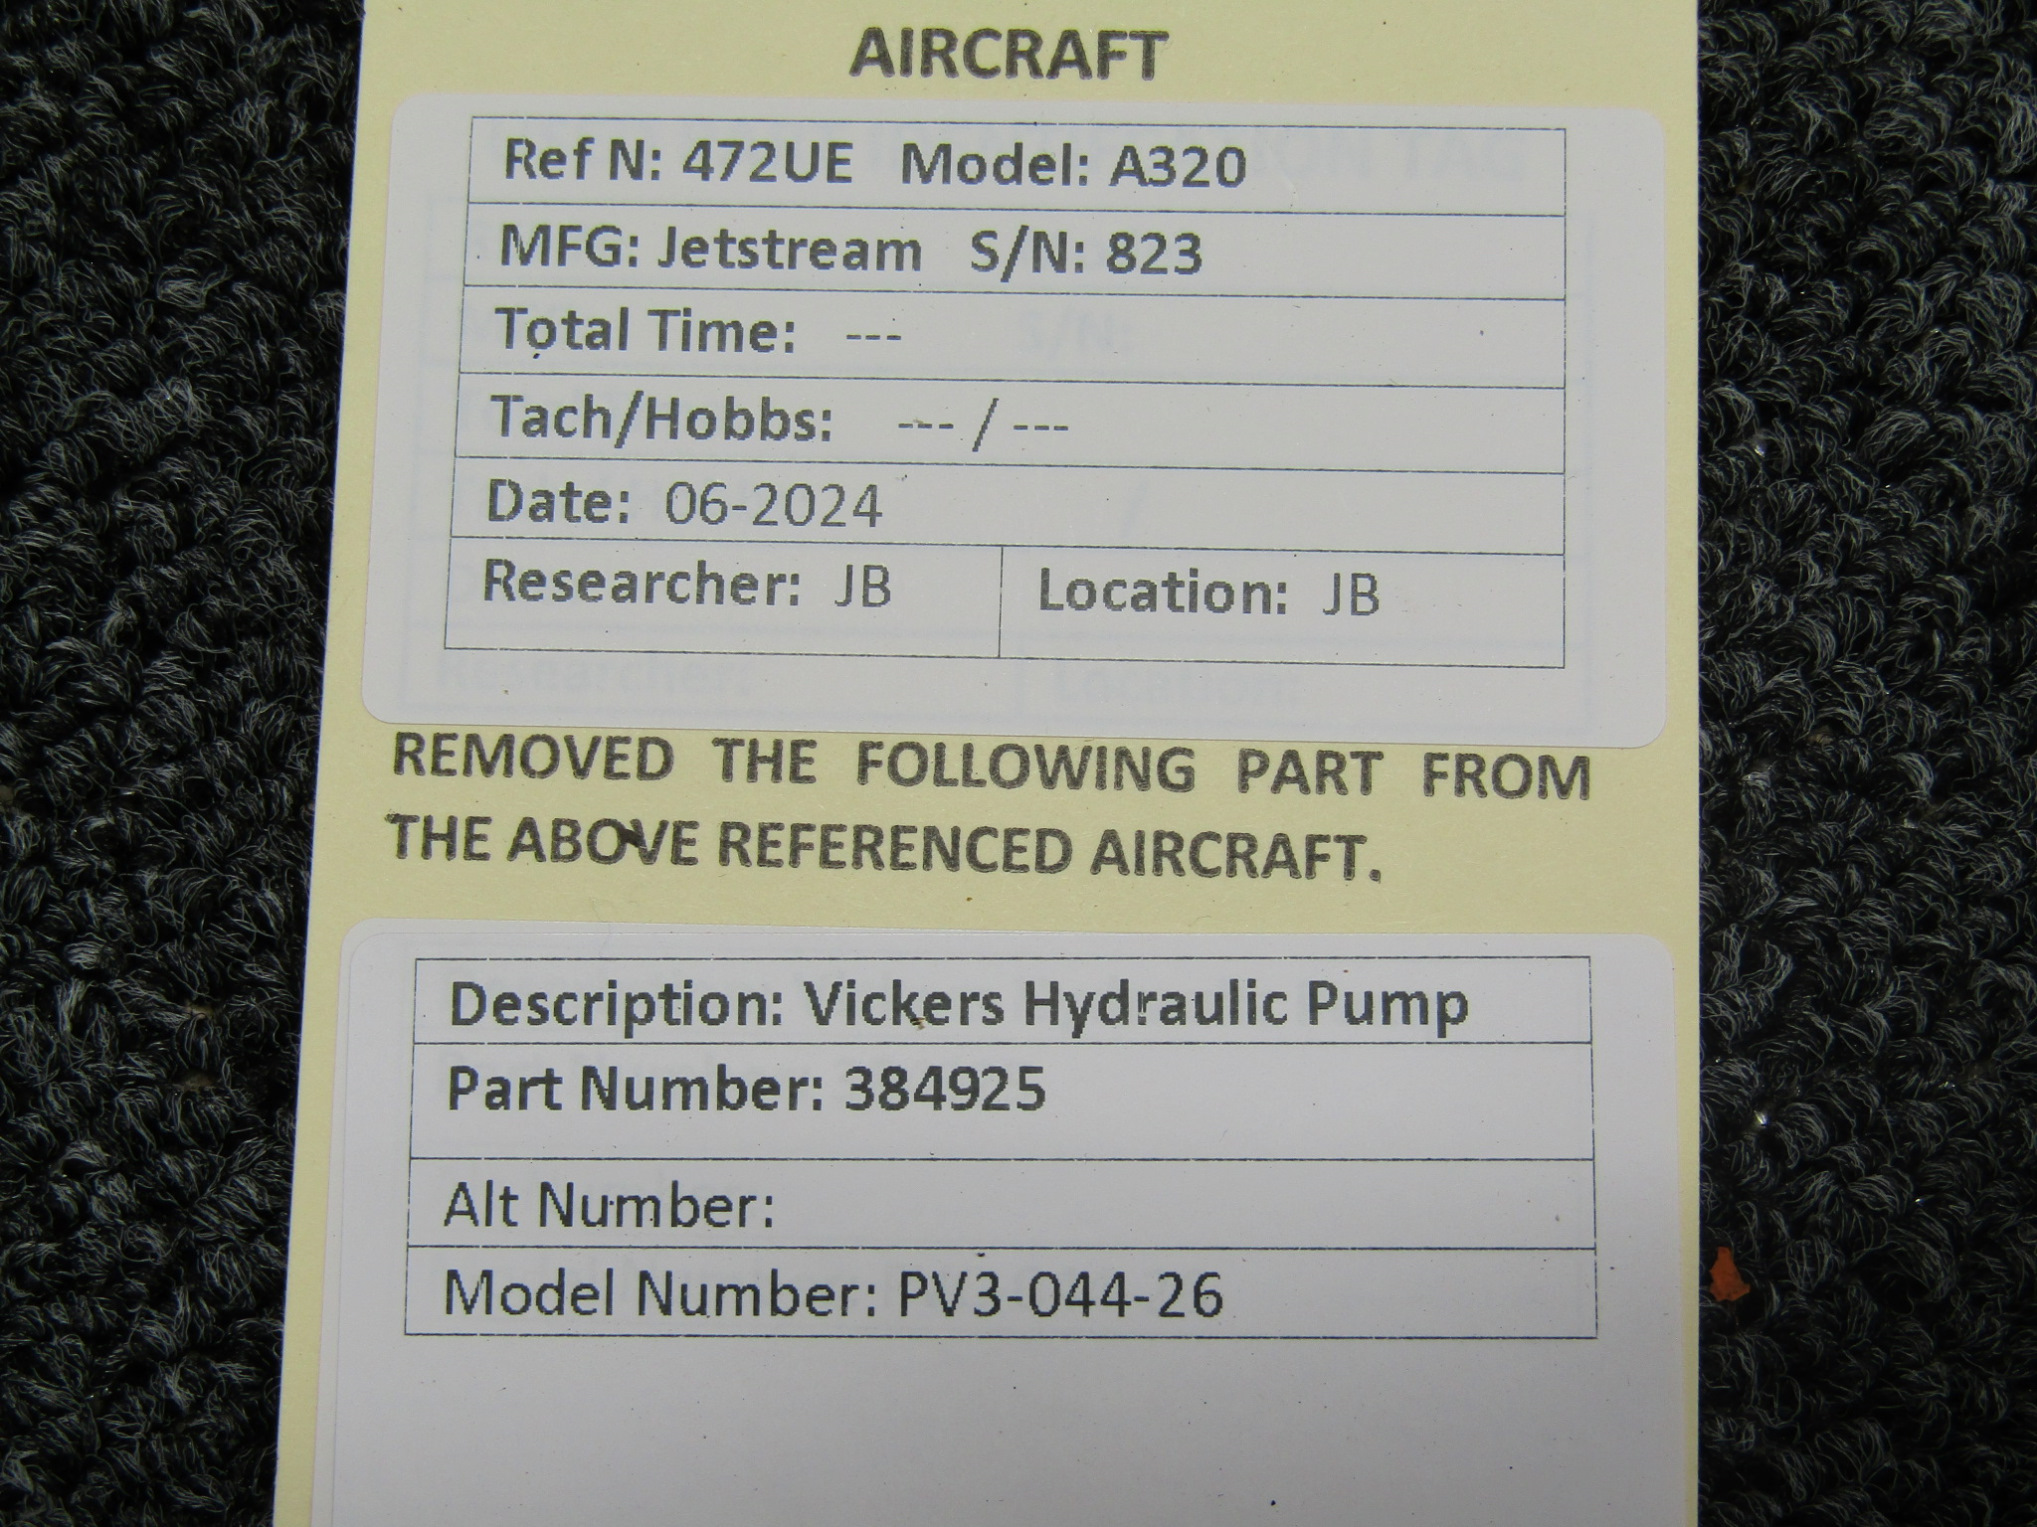 AIRCRAFT
Ref N: 472UE Model: A320
MFG: Jetstream S/N: 823
Total Time: ---
Tach/Hobbs: --- / ---
Date: 06-2024
Researcher: JB Location: JB
REMOVED THE FOLLOWING PART FROM
THE ABOVE REFERENCED AIRCRAFT.
Description: Vickers Hydraulic Pump
Part Number: 384925
Alt Number:
Model Number: PV3-044-26